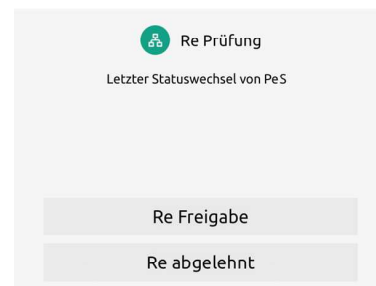 Re Prüfung
Letzter Statuswechsel von PeS
Re Freigabe
Re abgelehnt